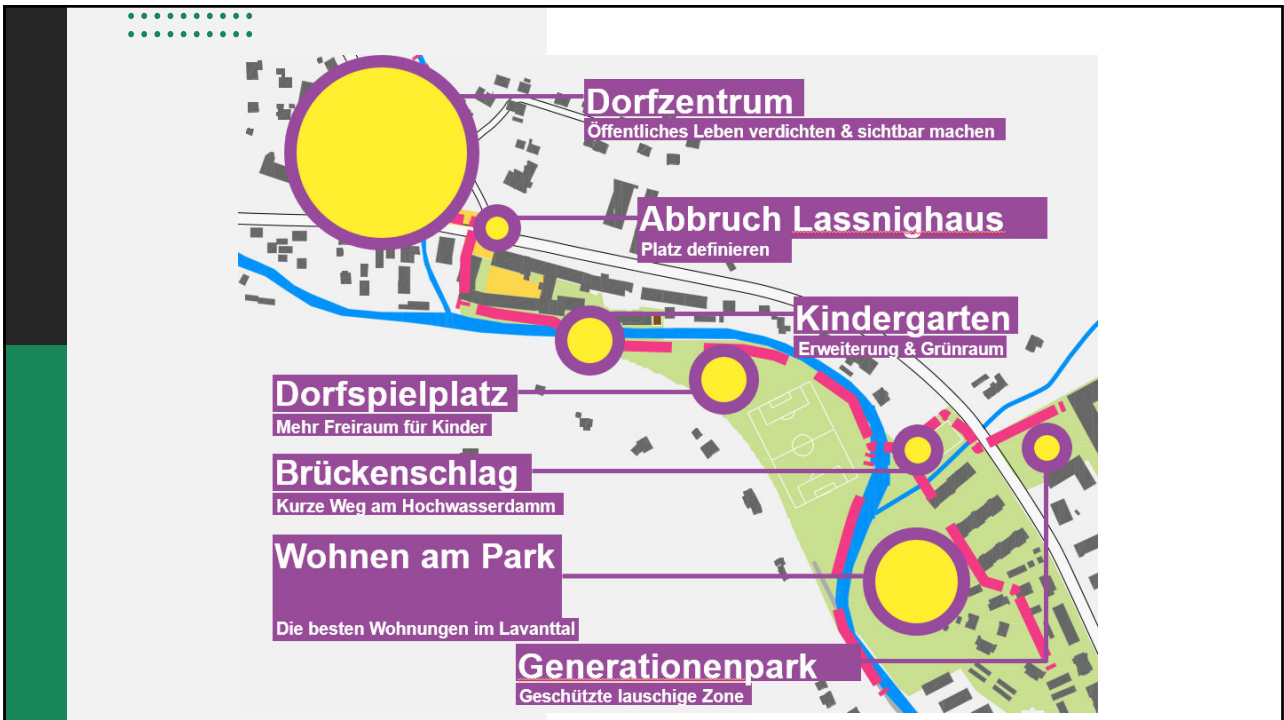 Dorfzentrum
Öffentliches Leben verdichten & sichtbar machen
Abbruch Lassnighaus
Platz definieren
Kindergarten
Erweiterung & Grünraum
Dorfspielplatz
Mehr Freiraum für Kinder
Brückenschlag
Kurze Weg am Hochwasserdamm
Wohnen am Park
Die besten Wohnungen im Lavanttal
Generationenpark
Geschützte lauschige Zone